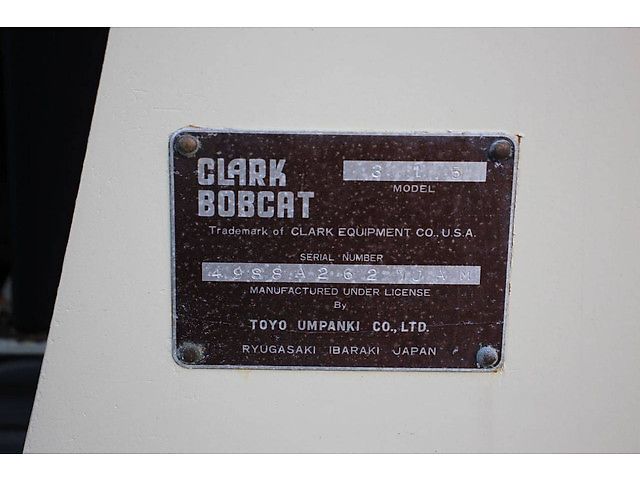 CLARK
BOBCAT
315
MODEL
Trademark of CLARK EQUIPMENT CO., U.S.A.
SERIAL NUMBER
MANUFACTURED UNDER LICENSE
By
TOYO UMPANKI CO., LTD.
RYUGASAKI IBARAKI JAPAN